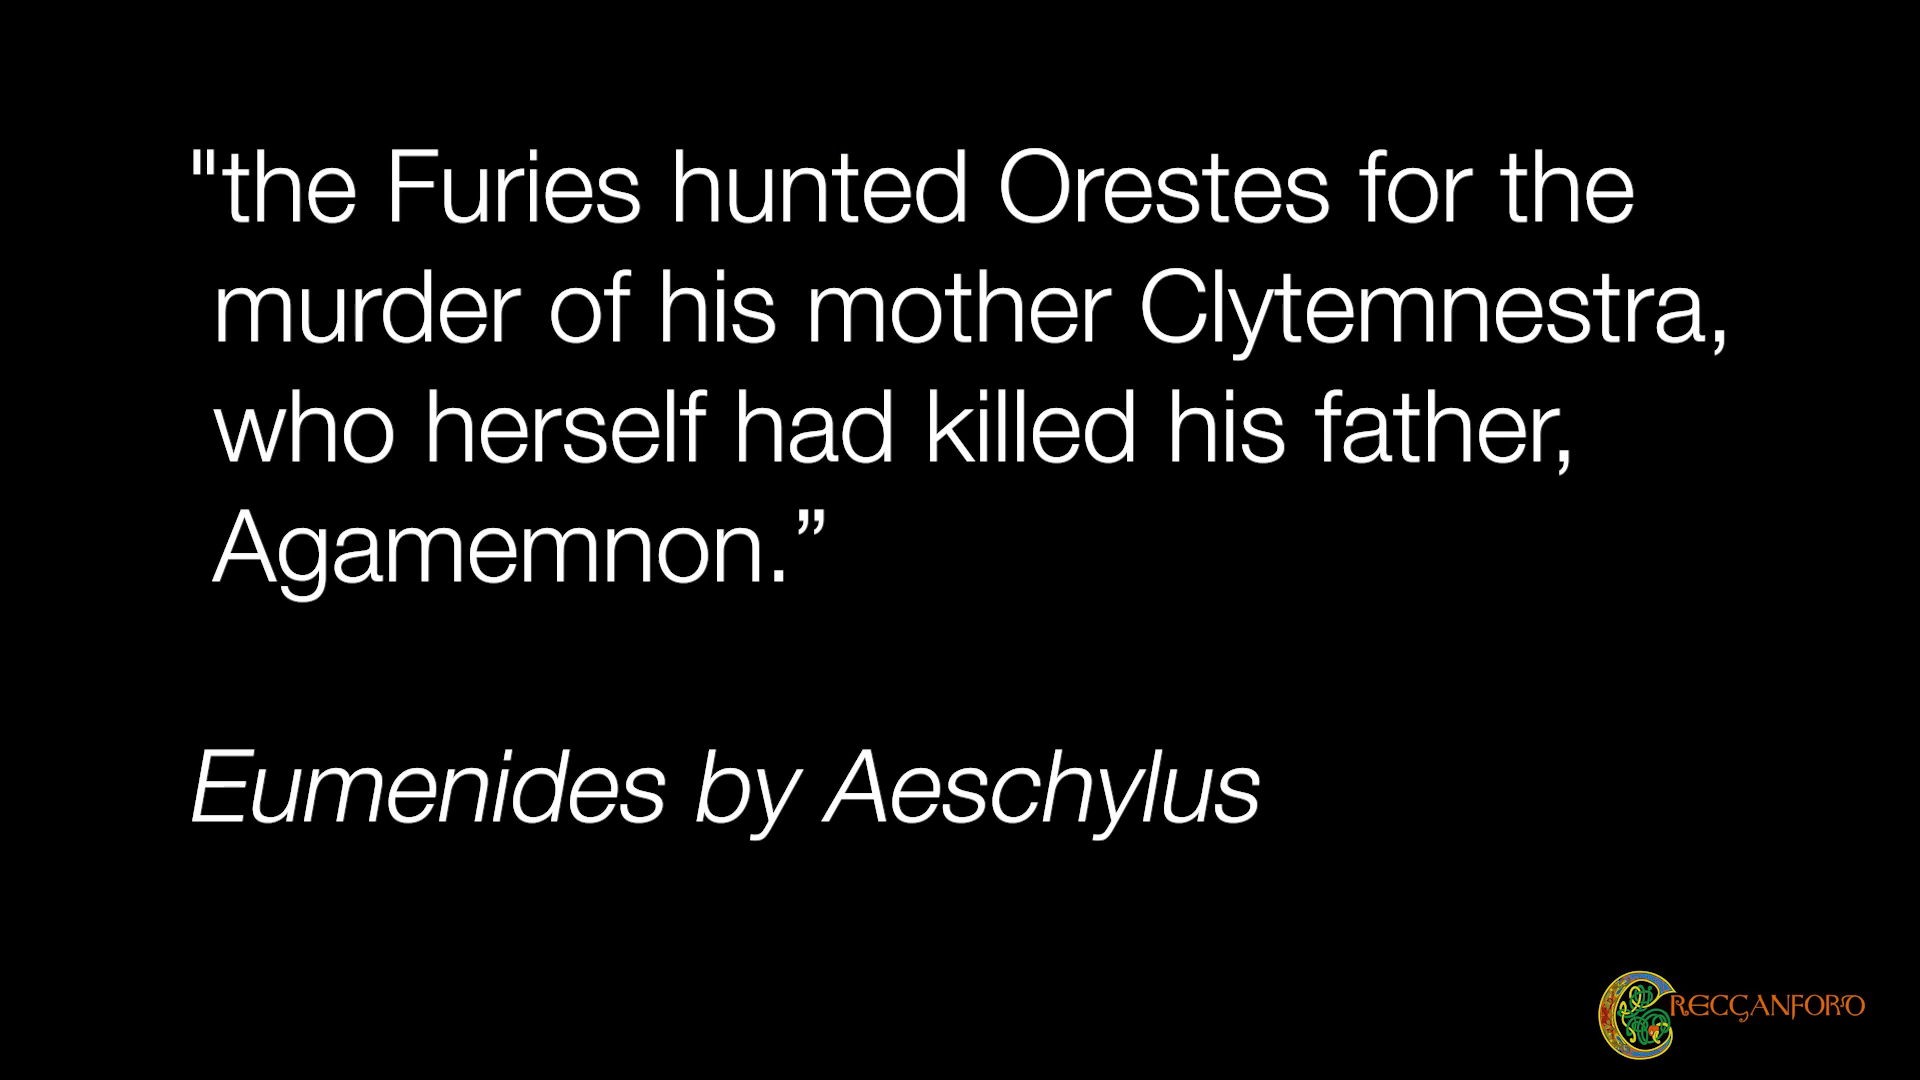 "the Furies hunted Orestes for the
murder of his mother Clytemnestra,
who herself had killed his father,
Agamemnon.”
Eumenides by Aeschylus
CRECGANFORD